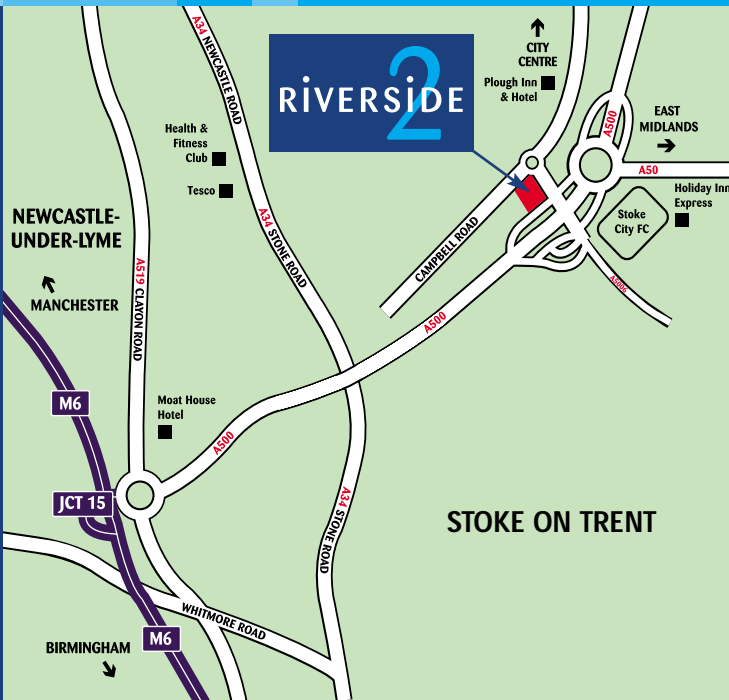 A34 NEWCASTLE ROAD
RiVERSiDE 2
CITY
CENTRE
Plough Inn
& Hotel
A500
EAST
MIDLANDS
A50
Health &
Fitness
Club
Tesco
Holiday Inn
Express
Stoke
City FC
NEWCASTLE-
UNDER-LYME
A34 STONE ROAD
CAMPBELL ROAD
MANCHESTER
A519 CLAYON ROAD
A5006
A500
M6
Moat House
Hotel
A500
JCT 15
A34 STONE ROAD
STOKE ON TRENT
WHITMORE ROAD
M6
BIRMINGHAM